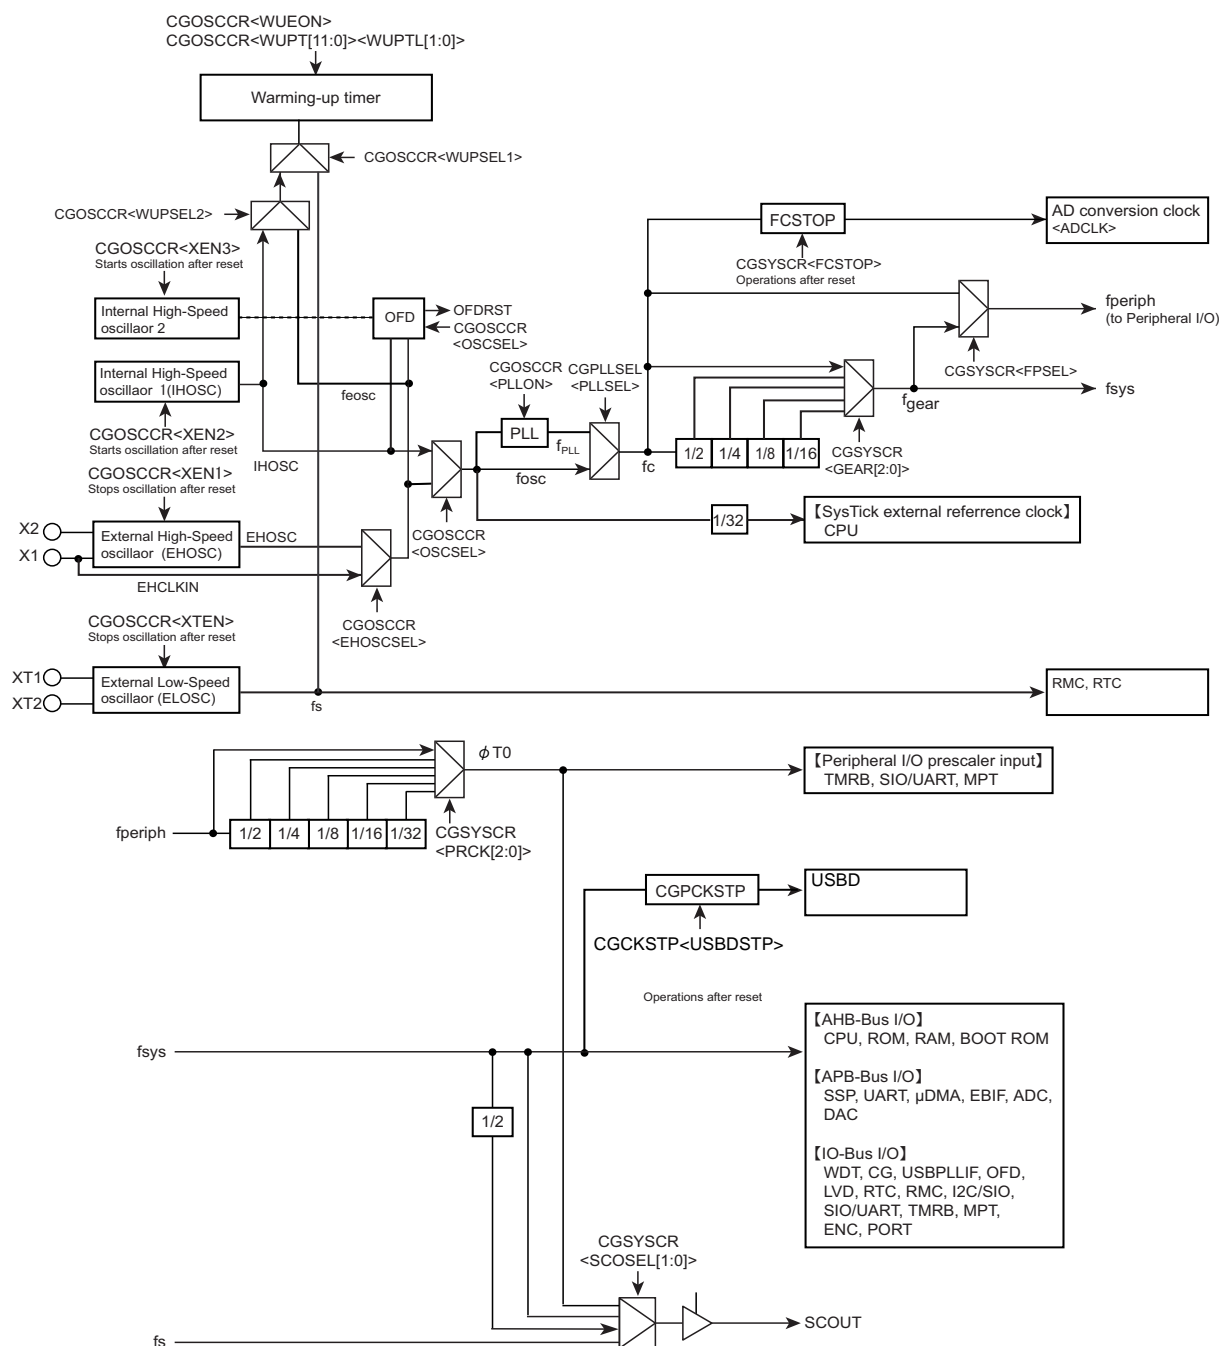 CGOSCCR<WUEON>
CGOSCCR<WUPT[11:0]><WUPTL[1:0]>
Warming-up timer
CGOSCCR<WUPSEL1>
CGOSCCR<WUPSEL2>
CGOSCCR<XEN3>
Starts oscillation after reset
Internal High-Speed
oscillaor 2
OFD
OFDRST
CGOSCCR
<OSCSEL>
FCSTOP
CGSYSCR<FCSTOP>
Operations after reset
AD conversion clock
<ADCLK>
fperiph
(to Peripheral I/O)
CGSYSCR<FPSEL>
Internal High-Speed
oscillaor 1(IHOSC)
CGOSCCR<XEN2>
Starts oscillation after reset
feosc
CGOSCCR
<PLLON>
CGPLLSEL
<PLLSEL>
PLL
fPLL
fosc
fc
1/2
1/4
1/8
1/16
CGSYSCR
<GEAR[2:0]>
fgear
fsys
IHOSC
CGOSCCR<XEN1>
Stops oscillation after reset
X2
X1
External High-Speed
oscillaor (EHOSC)
EHOSC
EHCLKIN
CGOSCCR
<OSCSEL>
CGOSCCR
<EHOSCSEL>
1/32
【SysTick external referrence clock】
CPU
CGOSCCR<XTEN>
Stops oscillation after reset
XT1
XT2
External Low-Speed
oscillaor (ELOSC)
fs
RMC, RTC
fperiph
1/2
1/4
1/8
1/16
1/32
ϕT0
CGSYSCR
<PRCK[2:0]>
【Peripheral I/O prescaler input】
TMRB, SIO/UART, MPT
CGPCKSTP
USBD
CGCKSTP<USBDSTP>
Operations after reset
fsys
1/2
【AHB-Bus I/O】
CPU, ROM, RAM, BOOT ROM
【APB-Bus I/O】
SSP, UART, µDMA, EBIF, ADC,
DAC
【IO-Bus I/O】
WDT, CG, USBPLLIF, OFD,
LVD, RTC, RMC, I2C/SIO,
SIO/UART, TMRB, MPT,
ENC, PORT
CGSYSCR
<SCOSEL[1:0]>
SCOUT
fs